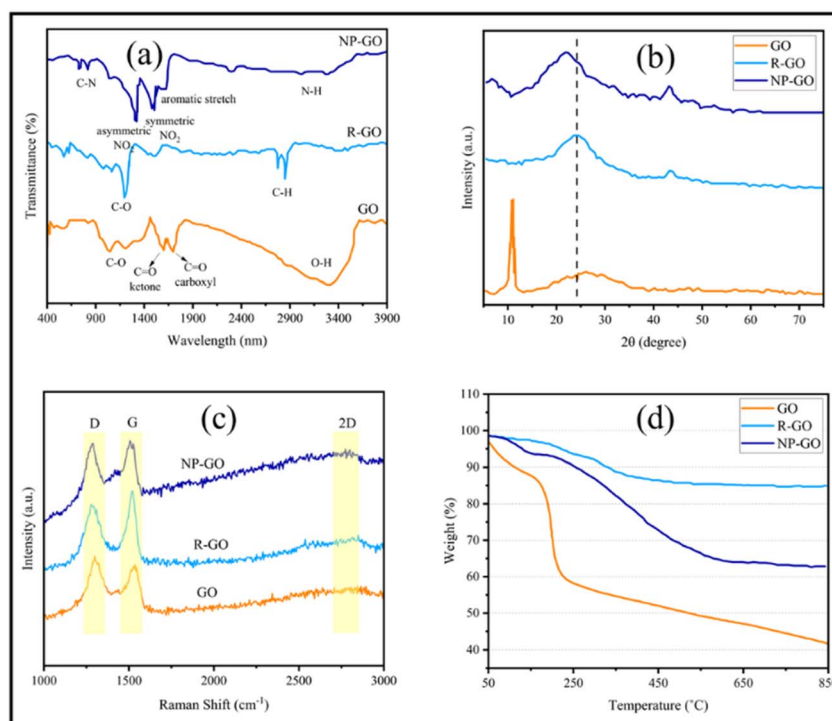 (a)
NP-GO
C-N
aromatic stretch
N-H
asymmetric
NO2
symmetric
NO2
R-GO
C-O
C-H
GO
C-O
C=O
ketone
C=O
carboxyl
O-H
Transmittance (%)
400 900 1400 1900 2400 2900 3400 3900
Wavelength (nm)
(b)
GO
R-GO
NP-GO
Intensity (a.u.)
10 20 30 40 50 60 70
2θ (degree)
(c)
D G 2D
NP-GO
R-GO
GO
Intensity (a.u.)
1000 1500 2000 2500 3000
Raman Shift (cm-1)
(d)
GO
R-GO
NP-GO
Weight (%)
110
100
90
80
70
60
50
40
50 250 450 650 85
Temperature (˚C)